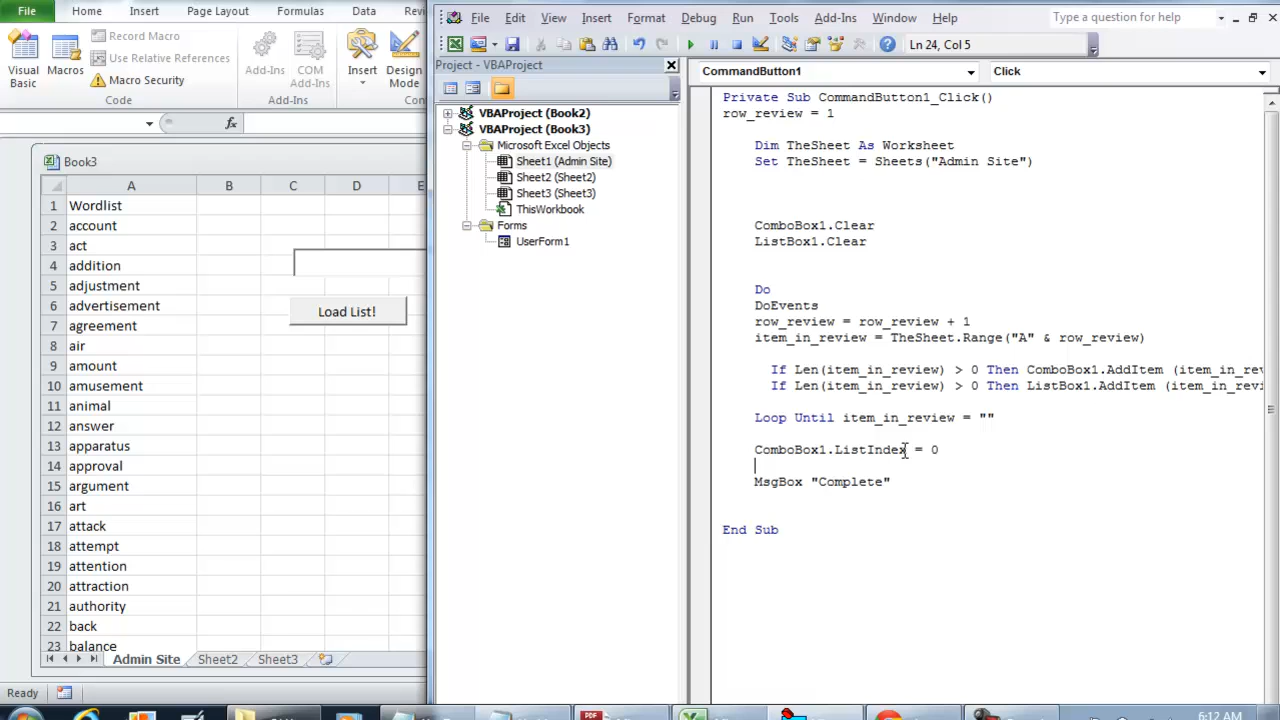 File Home Insert Page Layout Formulas Data
Visual Basic
Macros
Record Macro
Use Relative References
Macro Security
Code
Add-Ins
COM Add-Ins
Add-Ins
Insert
Design Mode
fx
Book3
A B C D E
1 Wordlist
2 account
3 act
4 addition
5 adjustment
6 advertisement
7 agreement
8 air
9 amount
10 amusement
11 animal
12 answer
13 apparatus
14 approval
15 argument
16 art
17 attack
18 attempt
19 attention
20 attraction
21 authority
22 back
23 balance
Load List!
Admin Site Sheet2 Sheet3
Ready
File Edit View Insert Format Debug Run Tools Add-Ins Window Help
Type a question for help
Ln 24, Col 5
Project - VBAProject
VBAProject (Book2)
VBAProject (Book3)
Microsoft Excel Objects
Sheet1 (Admin Site)
Sheet2 (Sheet2)
Sheet3 (Sheet3)
ThisWorkbook
Forms
UserForm1
CommandButton1
Click
Private Sub CommandButton1_Click()
row_review = 1
Dim TheSheet As Worksheet
Set TheSheet = Sheets("Admin Site")
ComboBox1.Clear
ListBox1.Clear
Do
DoEvents
row_review = row_review + 1
item_in_review = TheSheet.Range("A" & row_review)
If Len(item_in_review) > 0 Then ComboBox1.AddItem (item_in_rev
If Len(item_in_review) > 0 Then ListBox1.AddItem (item_in_revi
Loop Until item_in_review = ""
ComboBox1.ListIndex = 0
MsgBox "Complete"
End Sub
6:12 AM